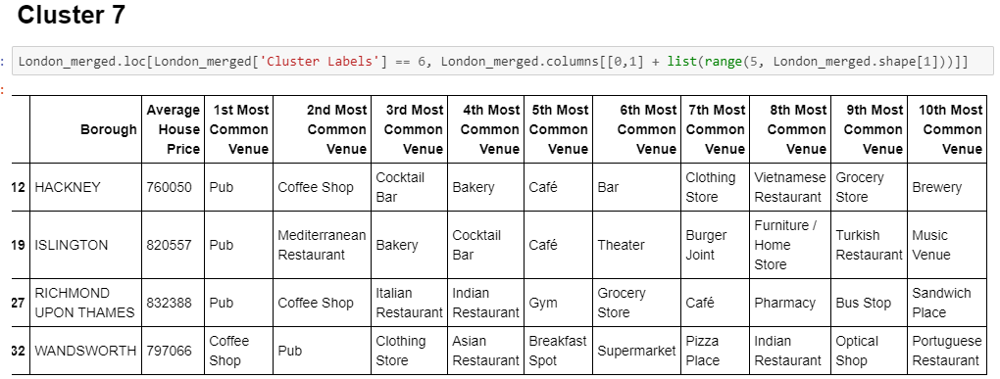 Cluster 7
: London_merged.loc[London_merged['Cluster Labels'] == 6, London_merged.columns[[0,1] + list(range(5, London_merged.shape[1]))]]
:
Borough Average House Price 1st Most Common Venue 2nd Most Common Venue 3rd Most Common Venue 4th Most Common Venue 5th Most Common Venue 6th Most Common Venue 7th Most Common Venue 8th Most Common Venue 9th Most Common Venue 10th Most Common Venue
12 HACKNEY 760050 Pub Coffee Shop Cocktail Bar Bakery Café Bar Clothing Store Vietnamese Restaurant Grocery Store Brewery
19 ISLINGTON 820557 Pub Mediterranean Restaurant Bakery Cocktail Bar Café Theater Burger Joint Furniture / Home Store Turkish Restaurant Music Venue
27 RICHMOND UPON THAMES 832388 Pub Coffee Shop Italian Restaurant Indian Restaurant Gym Grocery Store Café Pharmacy Bus Stop Sandwich Place
32 WANDSWORTH 797066 Coffee Shop Pub Clothing Store Asian Restaurant Breakfast Spot Supermarket Pizza Place Indian Restaurant Optical Shop Portuguese Restaurant